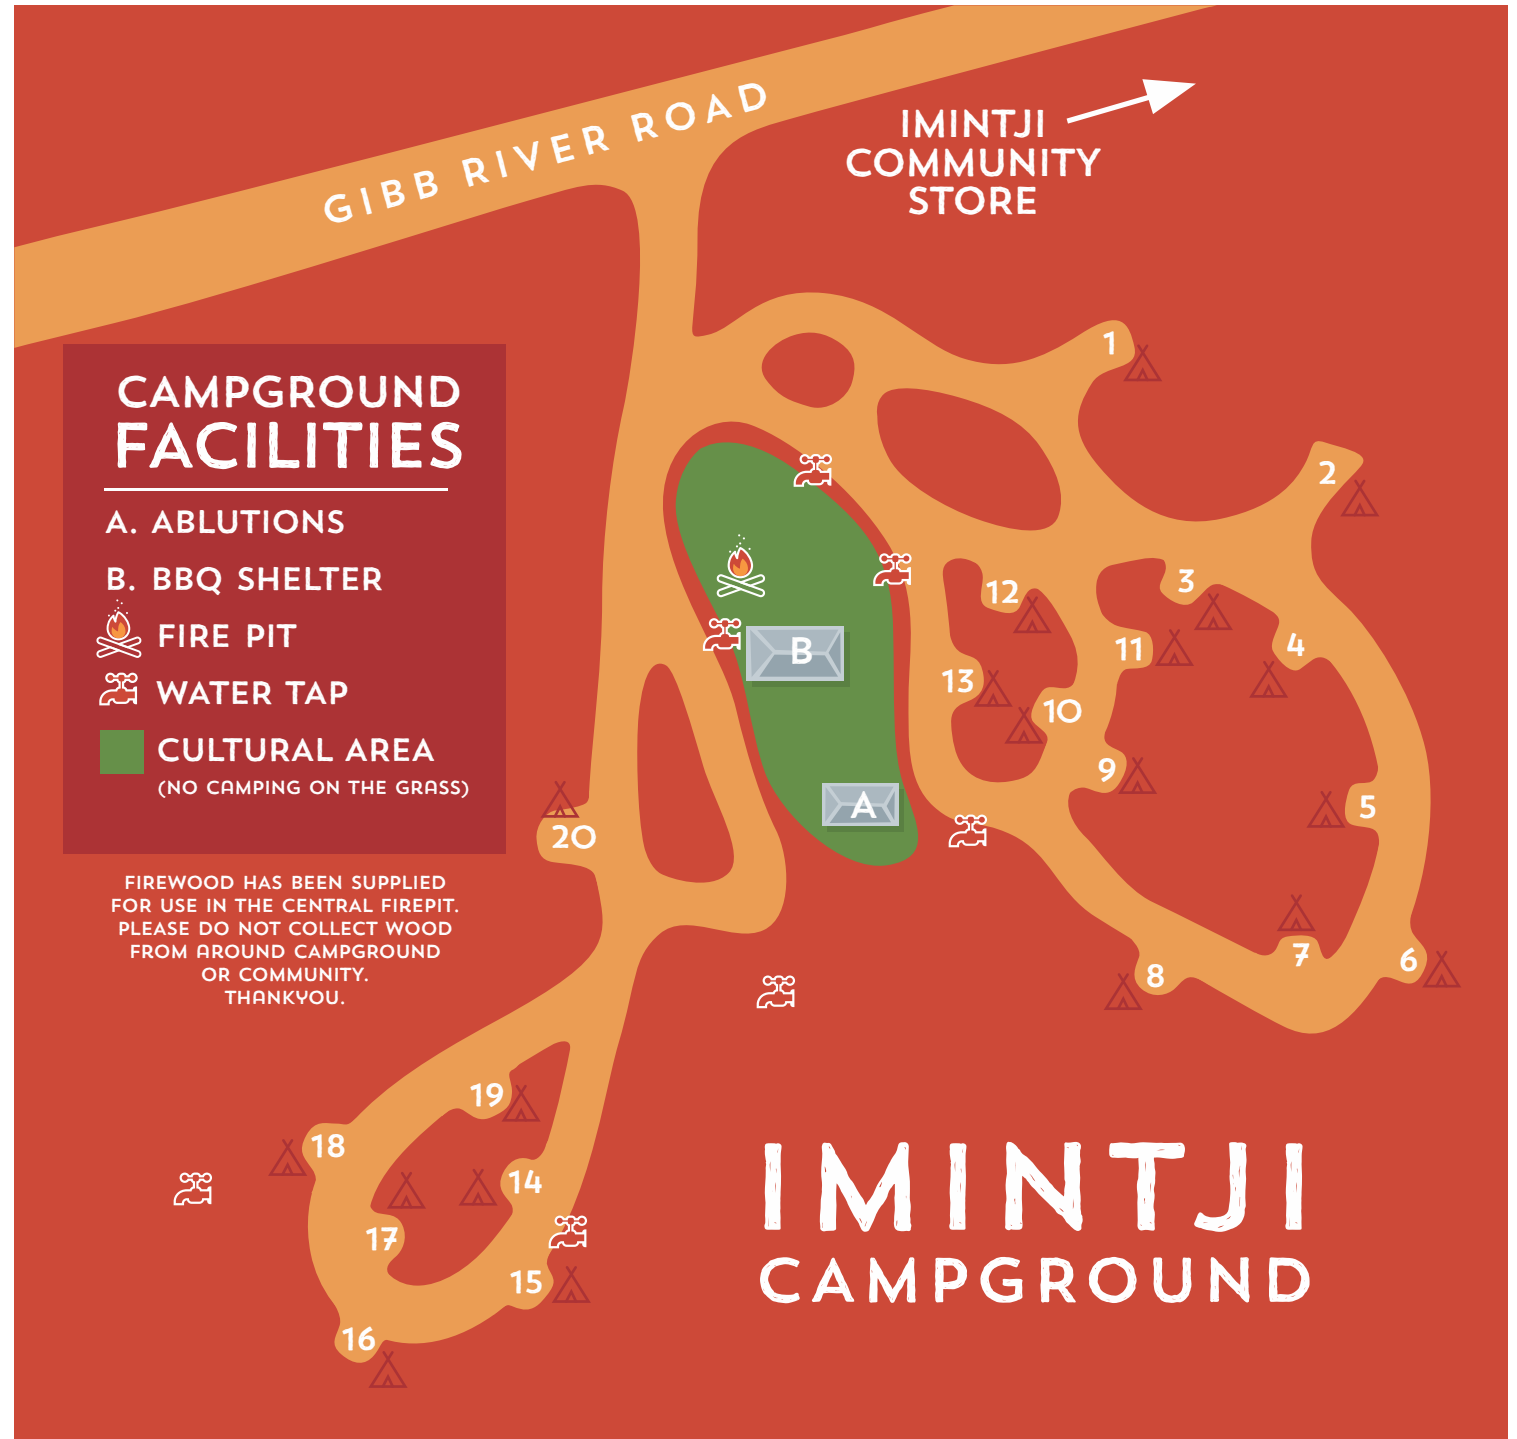 GIBB RIVER ROAD
IMINTJI
COMMUNITY
STORE
CAMPGROUND
FACILITIES
A. ABLUTIONS
B. BBQ SHELTER
FIRE PIT
WATER TAP
CULTURAL AREA
(NO CAMPING ON THE GRASS)
FIREWOOD HAS BEEN SUPPLIED
FOR USE IN THE CENTRAL FIREPIT.
PLEASE DO NOT COLLECT WOOD
FROM AROUND CAMPGROUND
OR COMMUNITY.
THANKYOU.
1
2
3
12
4
11
B
13
10
9
5
A
20
7
6
8
19
18
14
17
15
16
IMINTJI
CAMPGROUND